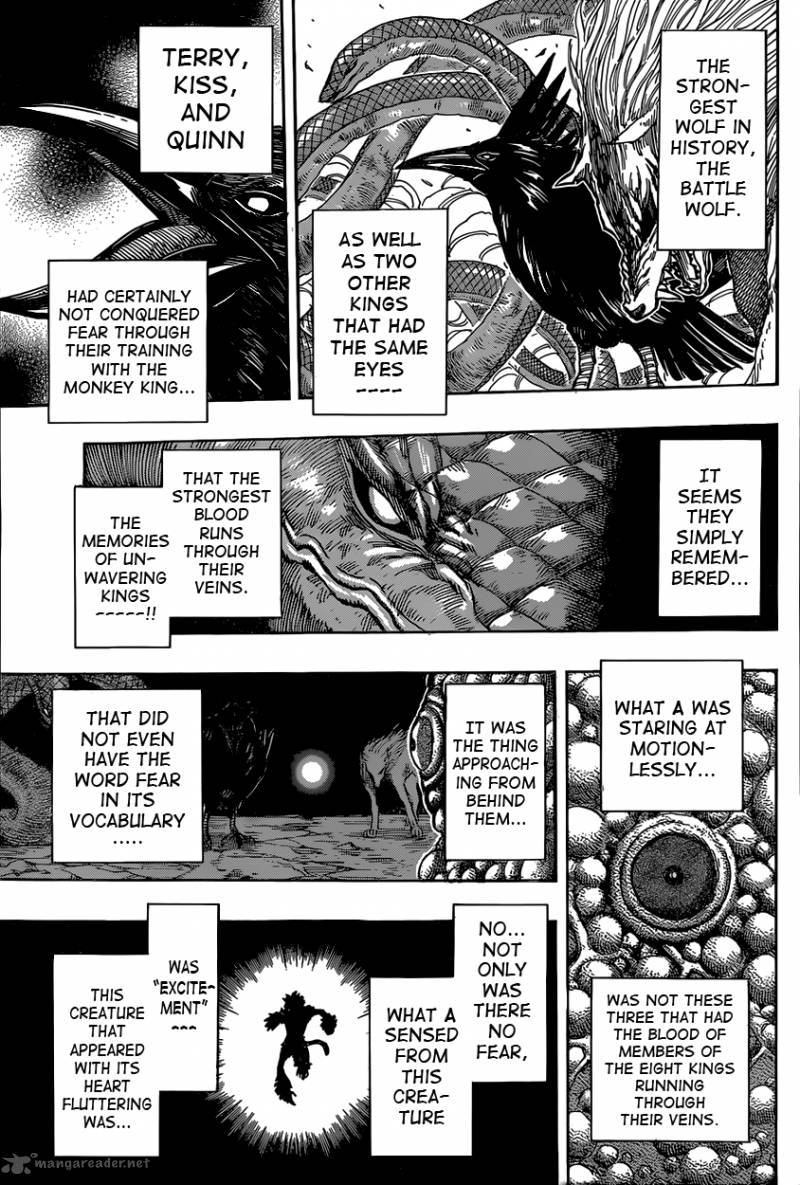 THE
STRON-
GEST
WOLF IN
HISTORY,
THE
BATTLE
WOLF.
AS WELL
AS TWO
OTHER
KINGS
THAT HAD
THE SAME
EYES
----
TERRY,
KISS,
AND
QUINN
HAD CERTAINLY
NOT CONQUERED
FEAR THROUGH
THEIR TRAINING
WITH THE
MONKEY KING...
IT
SEEMS
THEY
SIMPLY
REMEM-
BERED...
THAT THE
STRONGEST
BLOOD
RUNS
THROUGH
THEIR
VEINS.
THE
MEMORIES
OF UN-
WAVERING
KINGS
-----!!
WHAT A WAS
STARING AT
MOTION-
LESSLY...
WAS NOT THESE
THREE THAT HAD
THE BLOOD OF
MEMBERS OF
THE EIGHT KINGS
RUNNING
THROUGH
THEIR VEINS.
IT WAS
THE THING
APPROACH-
ING FROM
BEHIND
THEM...
THAT DID
NOT EVEN
HAVE THE
WORD FEAR
IN ITS
VOCABULARY
.....
NO...
NOT
ONLY
WAS
THERE
NO
FEAR,
WHAT A
SENSED
FROM
THIS
CREA-
TURE
WAS
"EXCITE-
MENT"
~~~
THIS
CREATURE
THAT
APPEARED
WITH ITS
HEART
FLUTTERING
WAS...
mangareader.net